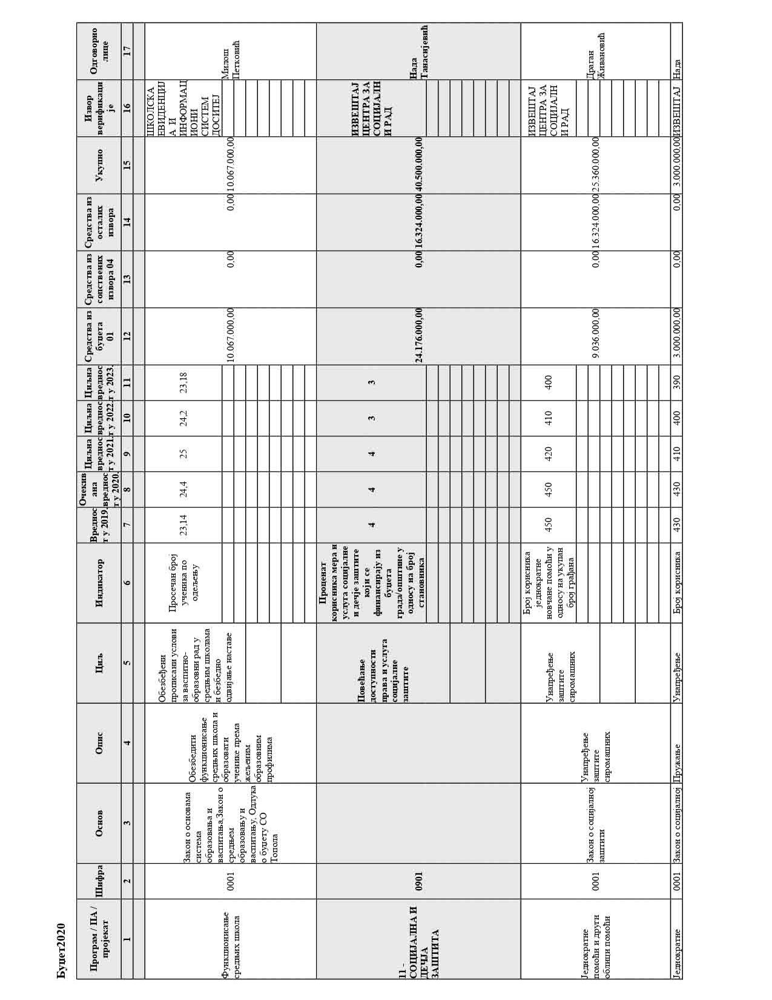 Буџет2020
Програм / ПА /
пројекат
Шифра
Основ
Опис
Циљ
Индикатор
Вреднос
т у 2019.
Очекив
ана
вреднос
т у 2020.
Циљна
вреднос
т у 2021.
Циљна
вреднос
т у 2022.
Циљна
вреднос
т у 2023.
Средства из
буџета
01
Средства из
сопствених
извора 04
Средства из
осталих
извора
Укупно
Извор
верификаци
је
Одговорно
лице
1
2
3
4
5
6
7
8
9
10
11
12
13
14
15
16
17
Функционисање
средњих школа
0001
Закон о основама
система
образовања и
васпитања,Закон о
средњем
образовању и
васпитању, Одлука
о буџету СО
Топола
Обезбедити
функционисање
средњих школа и
образовати
ученике према
жељеним
образовним
профилима
Обезбеђени
прописани услови
за васпитно-
образовни рад у
средњим школама
и безбедно
одвијање наставе
Просечан број
ученика по
одељењу
23,14
24,4
25
24,2
23,18
10.067.000,00
0,00
0,00
10.067.000,00
ШКОЛСКА
ЕВИДЕНЦИЈ
А И
ИНФОРМАЦ
ИОНИ
СИСТЕМ
ДОСИТЕЈ
Милош
Петковић
11 -
СОЦИЈАЛНА И
ДЕЧЈА
ЗАШТИТА
0901
Повећање
доступности
права и услуга
социјалне
заштите
Проценат
корисника мера и
услуга социјалне
и дечје заштите
који се
финансирају из
буџета
града/општине у
односу на број
становника
4
4
4
3
3
24.176.000,00
0,00
16.324.000,00
40.500.000,00
ИЗВЕШТАЈ
ЦЕНТРА ЗА
СОЦИЈАЛН
И РАД
Нада
Танасијевић
Једнократне
помоћи и други
облици помоћи
0001
Закон о социјалној
заштити
Унапређење
заштите
сиромашних
Унапређење
заштите
сиромашних
Број корисника
једнократне
новчане помоћи у
односу на укупан
број грађана
450
450
420
410
400
9.036.000,00
0,00
16.324.000,00
25.360.000,00
ИЗВЕШТАЈ
ЦЕНТРА ЗА
СОЦИЈАЛН
И РАД
Драган
Живановић
Једнократне
0001
Закон о социјалној
Пружање
Унапређење
Број корисника
430
430
410
400
390
3.000.000,00
0,00
0,00
3.000.000,00
ИЗВЕШТАЈ
Нада